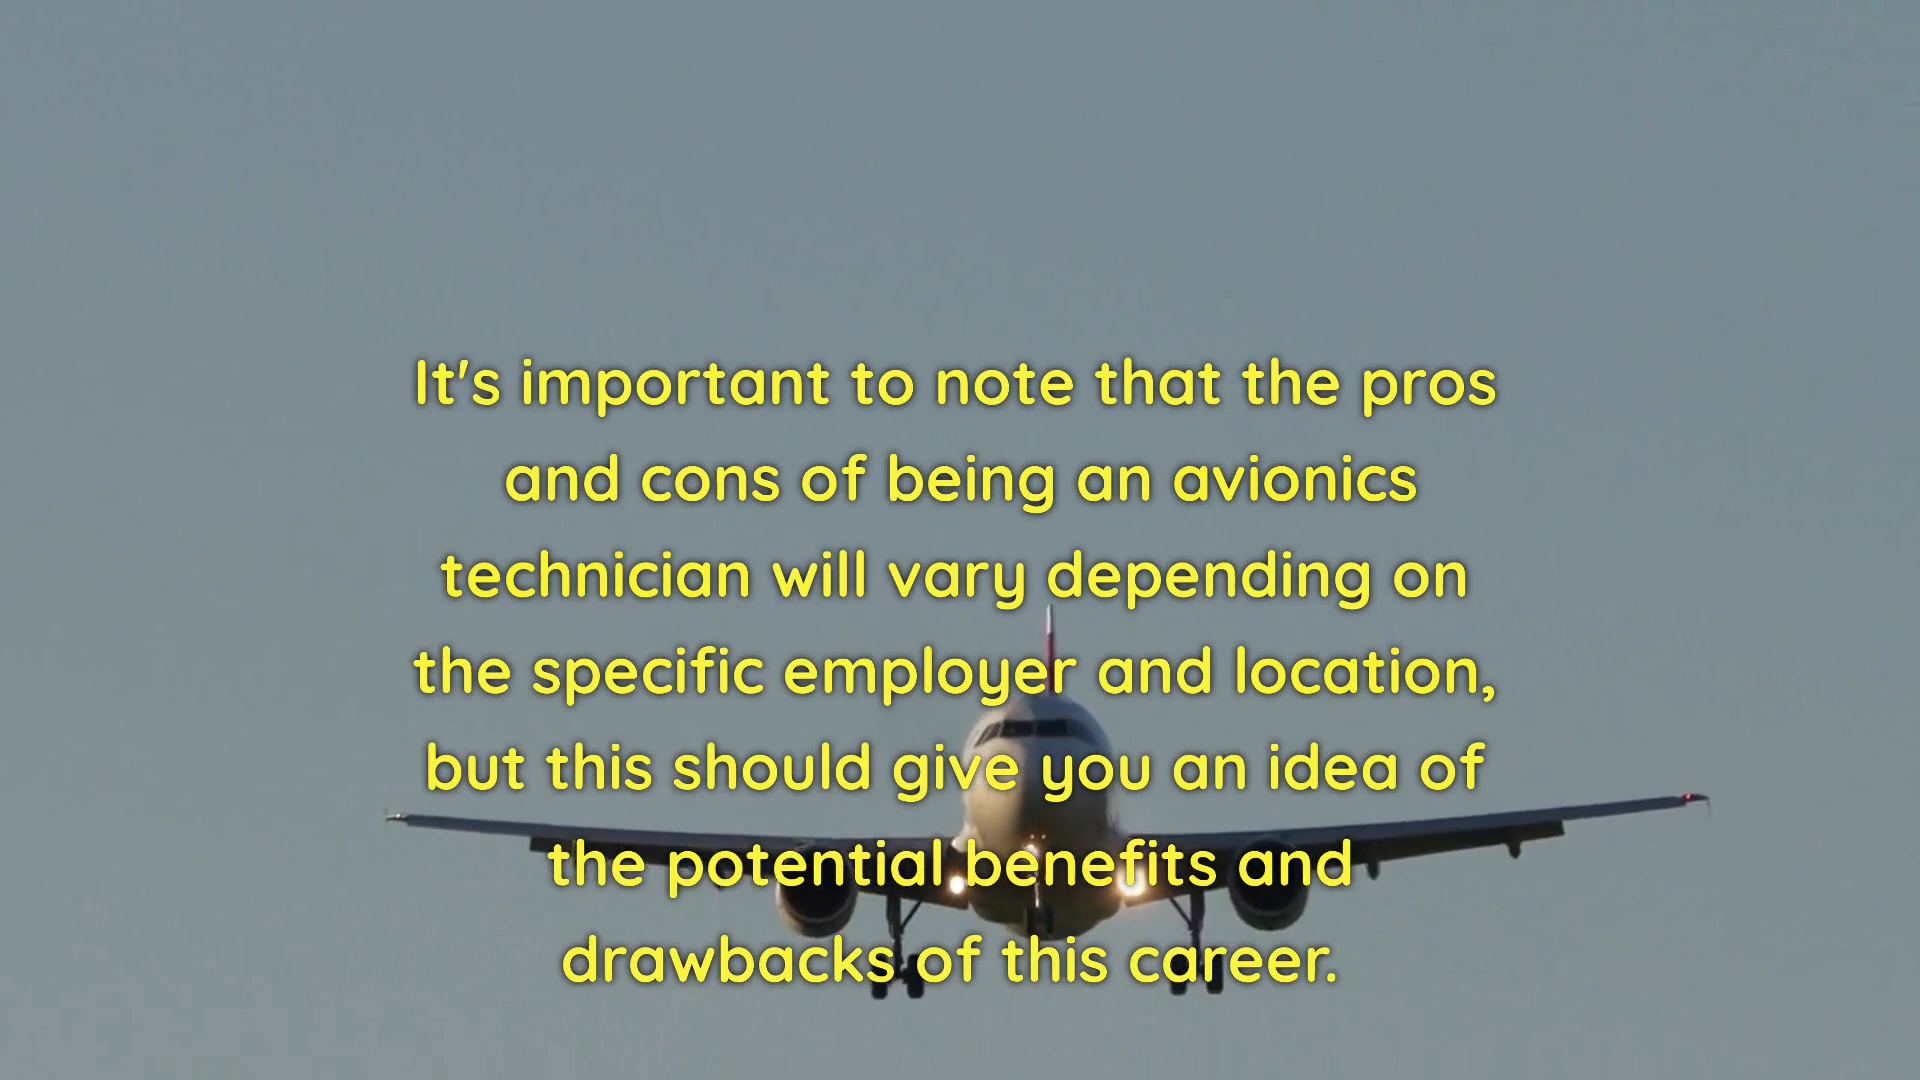 It's important to note that the pros
and cons of being an avionics
technician will vary depending on
the specific employer and location,
but this should give you an idea of
the potential benefits and
drawbacks of this career.